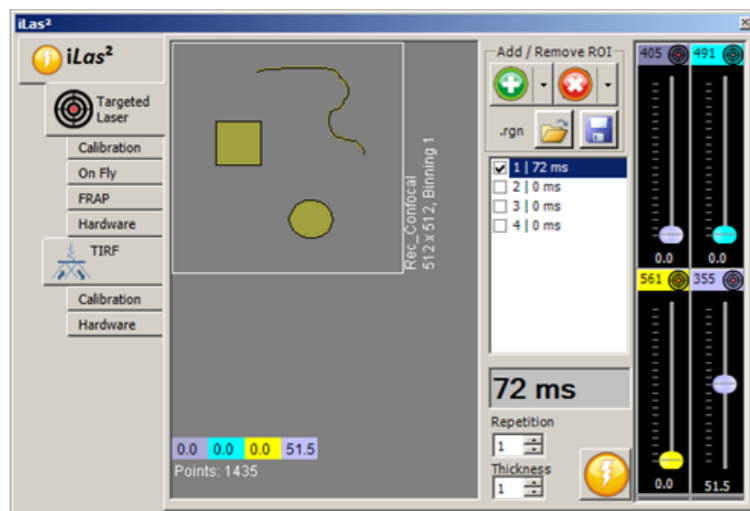 iLas²
iLas²
Targeted
Laser
Calibration
On Fly
FRAP
Hardware
TIRF
Calibration
Hardware
Rec_Confocal
512 x 512, Binning 1
0.0 0.0 0.0 51.5
Points: 1435
Add / Remove ROI
.rgn
1 | 72 ms
2 | 0 ms
3 | 0 ms
4 | 0 ms
72 ms
Repetition
1
Thickness
1
405 491
0.0 0.0
561 355
0.0 51.5